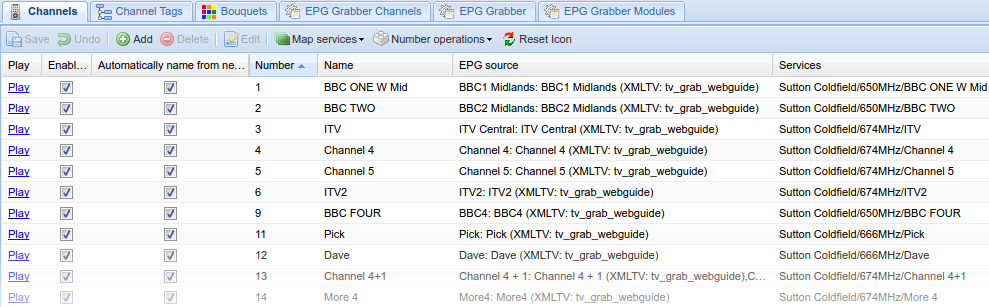 Channels Channel Tags Bouquets EPG Grabber Channels EPG Grabber EPG Grabber Modules
Save Undo Add Delete Edit Map services Number operations Reset Icon
Play Enabl... Automatically name from ne... Number Name EPG source Services
Play 1 BBC ONE W Mid BBC1 Midlands: BBC1 Midlands (XMLTV: tv_grab_webguide) Sutton Coldfield/650MHz/BBC ONE W Mid
Play 2 BBC TWO BBC2 Midlands: BBC2 Midlands (XMLTV: tv_grab_webguide) Sutton Coldfield/650MHz/BBC TWO
Play 3 ITV ITV Central: ITV Central (XMLTV: tv_grab_webguide) Sutton Coldfield/674MHz/ITV
Play 4 Channel 4 Channel 4: Channel 4 (XMLTV: tv_grab_webguide) Sutton Coldfield/674MHz/Channel 4
Play 5 Channel 5 Channel 5: Channel 5 (XMLTV: tv_grab_webguide) Sutton Coldfield/674MHz/Channel 5
Play 6 ITV2 ITV2: ITV2 (XMLTV: tv_grab_webguide) Sutton Coldfield/674MHz/ITV2
Play 9 BBC FOUR BBC4: BBC4 (XMLTV: tv_grab_webguide) Sutton Coldfield/650MHz/BBC FOUR
Play 11 Pick Pick: Pick (XMLTV: tv_grab_webguide) Sutton Coldfield/666MHz/Pick
Play 12 Dave Dave: Dave (XMLTV: tv_grab_webguide) Sutton Coldfield/666MHz/Dave
Play 13 Channel 4+1 Channel 4 + 1: Channel 4 + 1 (XMLTV: tv_grab_webguide),C... Sutton Coldfield/674MHz/Channel 4+1
Play 14 More 4 More4: More4 (XMLTV: tv_grab_webguide) Sutton Coldfield/674MHz/More 4